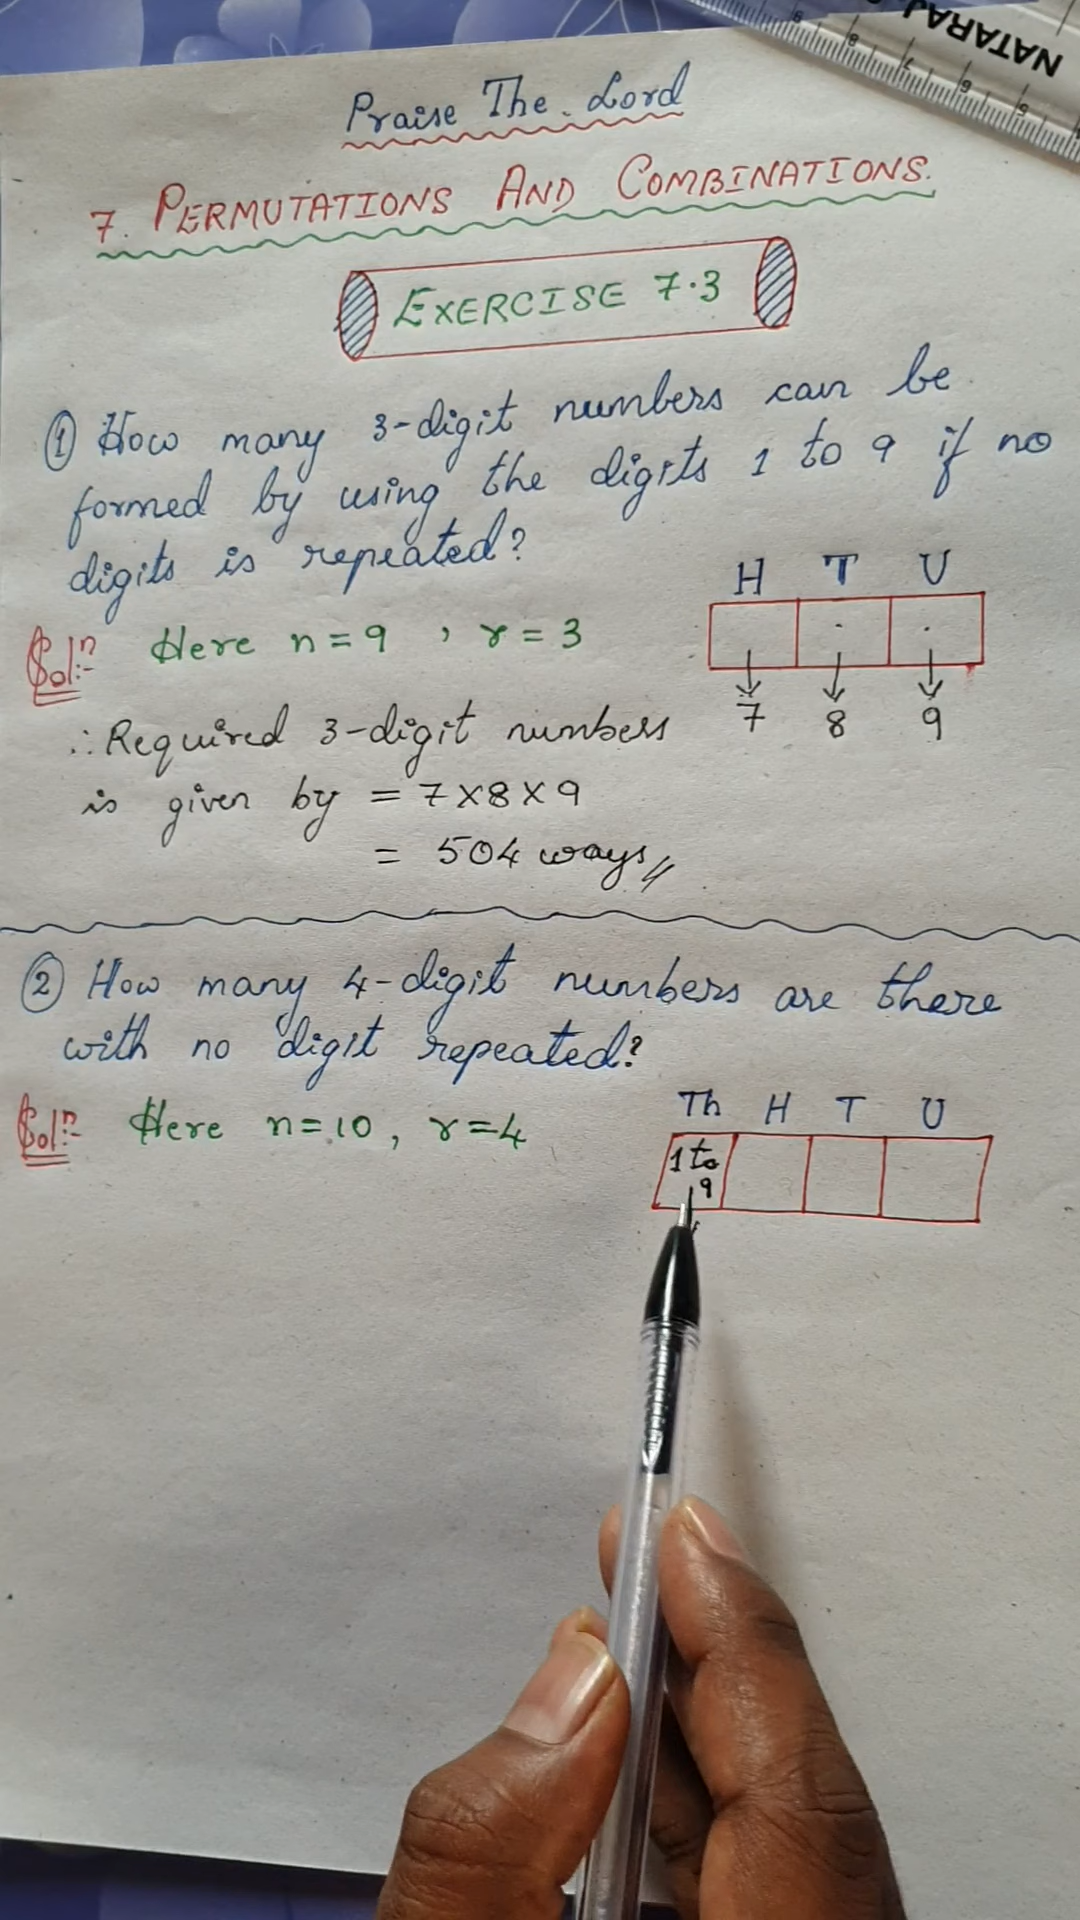 NATARAJ
Praise The Lord
7. PERMUTATIONS AND COMBINATIONS.
EXERCISE 7.3
① How many 3-digit numbers can be
formed by using the digits 1 to 9 if no
digits is repeated?
H T U
Solⁿ:- Here n = 9 , r = 3
7 8 9
∴ Required 3-digit numbers
is given by = 7 X 8 X 9
= 504 ways //
② How many 4-digit numbers are there
with no digit repeated?
Th H T U
Solⁿ:- Here n = 10 , r = 4
1 to
9